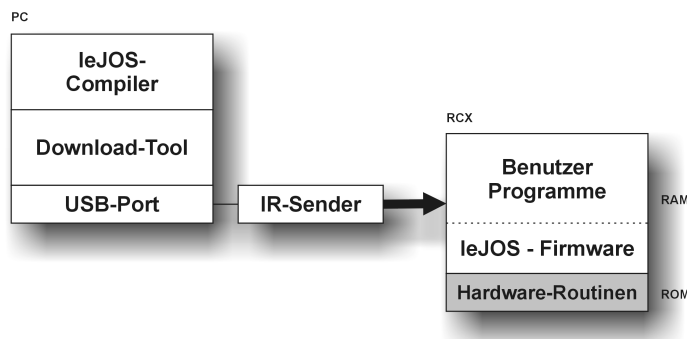 PC
leJOS-
Compiler
Download-Tool
USB-Port
IR-Sender
RCX
Benutzer
Programme
RAM
leJOS - Firmware
Hardware-Routinen
ROM